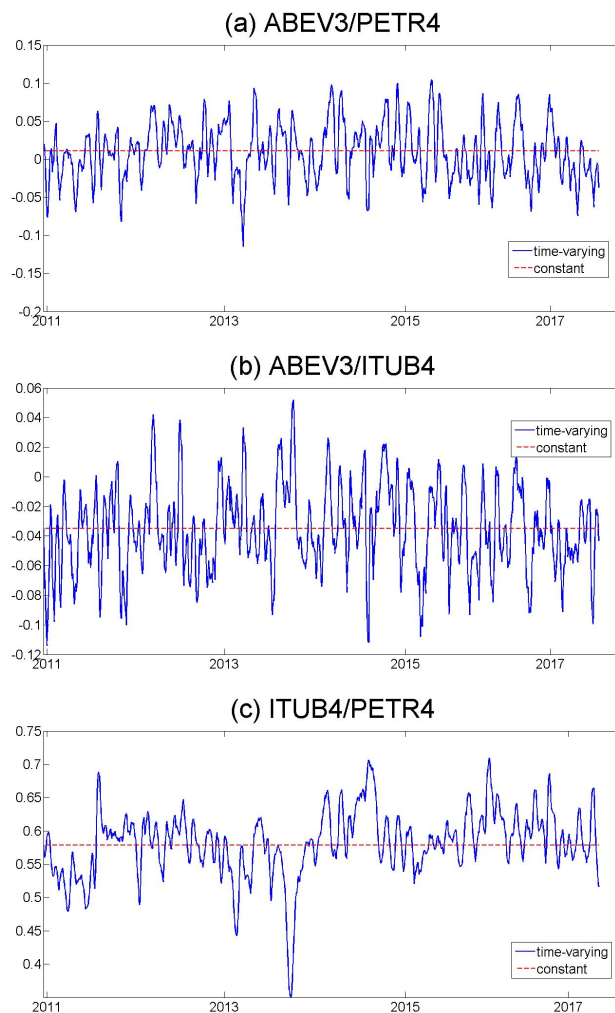 (a) ABEV3/PETR4
0.15
0.1
0.05
0
-0.05
-0.1
-0.15
-0.2
time-varying
constant
2011 2013 2015 2017
(b) ABEV3/ITUB4
0.06
0.04
0.02
0
-0.02
-0.04
-0.06
-0.08
-0.1
-0.12
time-varying
constant
2011 2013 2015 2017
(c) ITUB4/PETR4
0.75
0.7
0.65
0.6
0.55
0.5
0.45
0.4
time-varying
constant
2011 2013 2015 2017